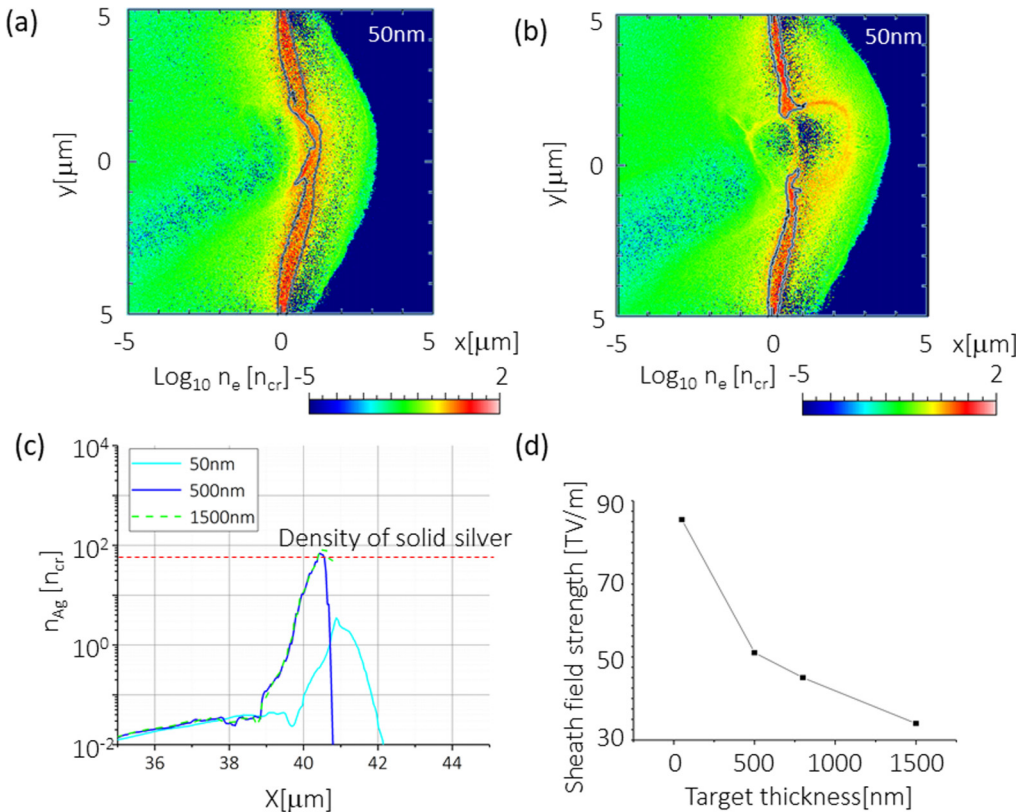 (a)
50nm
5
0
5
y[μm]
-5
0
5
x[μm]
Log10 ne [ncr]
-5
2
(b)
50nm
5
0
5
y[μm]
-5
0
5
x[μm]
Log10 ne [ncr]
-5
2
(c)
50nm
500nm
1500nm
Density of solid silver
10^4
10^2
10^0
10^-2
nAg [ncr]
36
38
40
42
44
X[μm]
(d)
90
70
50
30
Sheath field strength [TV/m]
0
500
1000
1500
Target thickness[nm]